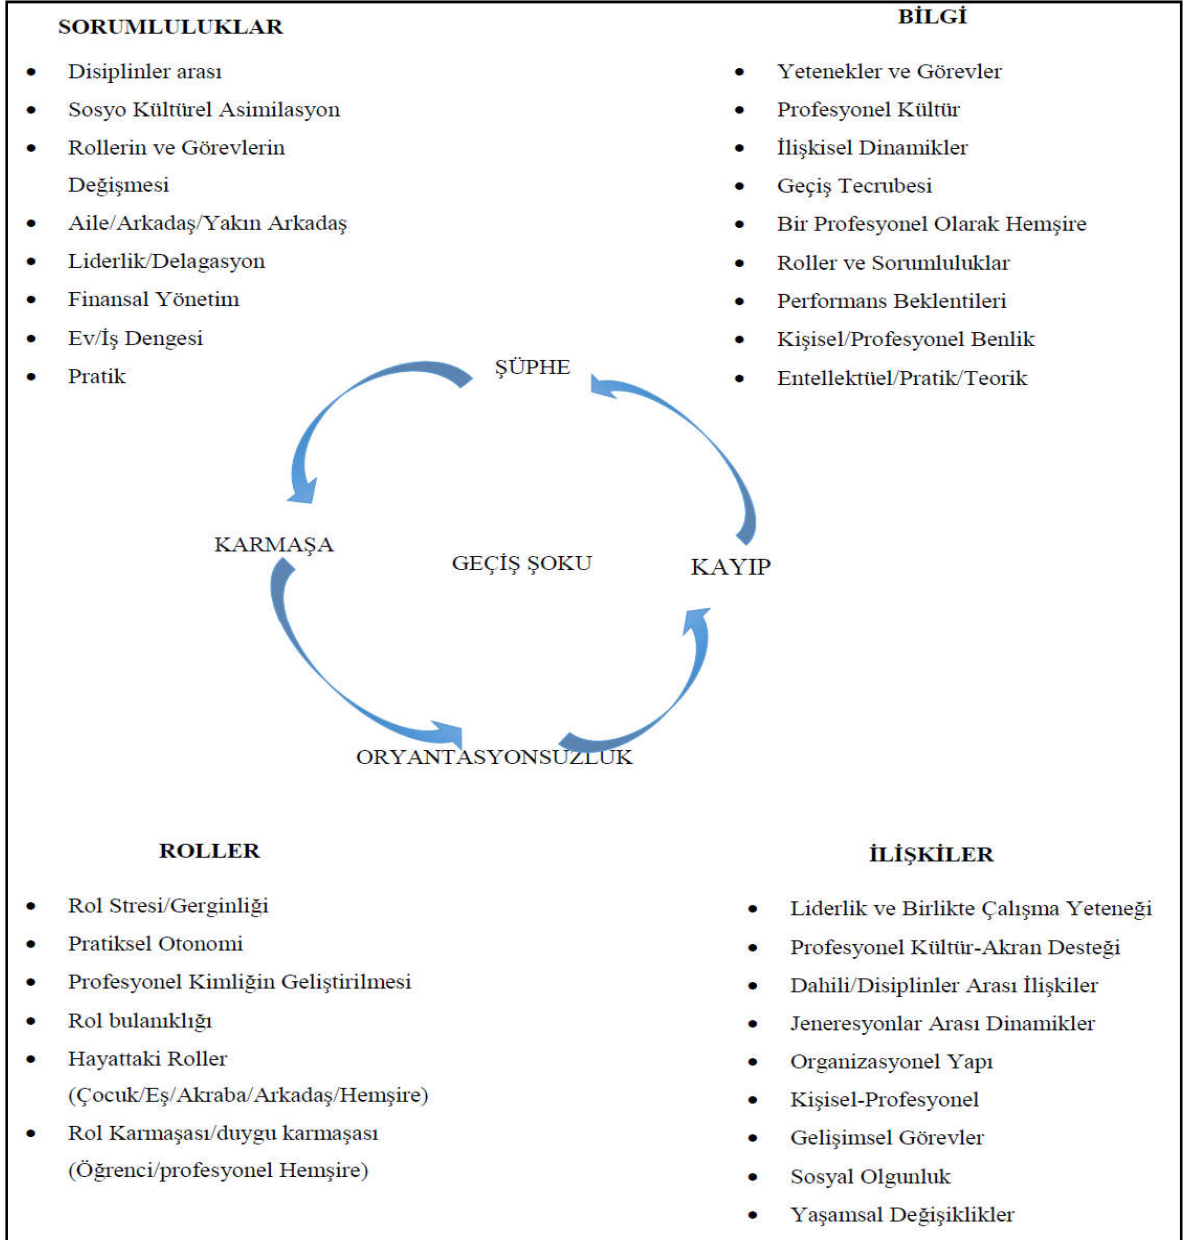 SORUMLULUKLAR
• Disiplinler arası
• Sosyo Kültürel Asimilasyon
• Rollerin ve Görevlerin
Değişmesi
• Aile/Arkadaş/Yakın Arkadaş
• Liderlik/Delagasyon
• Finansal Yönetim
• Ev/İş Dengesi
• Pratik
BİLGİ
• Yetenekler ve Görevler
• Profesyonel Kültür
• İlişkisel Dinamikler
• Geçiş Tecrubesi
• Bir Profesyonel Olarak Hemşire
• Roller ve Sorumluluklar
• Performans Beklentileri
• Kişisel/Profesyonel Benlik
• Entellektüel/Pratik/Teorik
ŞÜPHE
KARMAŞA
GEÇİŞ ŞOKU
KAYIP
ORYANTASYONSUZLUK
ROLLER
• Rol Stresi/Gerginliği
• Pratiksel Otonomi
• Profesyonel Kimliğin Geliştirilmesi
• Rol bulanıklığı
• Hayattaki Roller
(Çocuk/Eş/Akraba/Arkadaş/Hemşire)
• Rol Karmaşası/duygu karmaşası
(Öğrenci/profesyonel Hemşire)
İLİŞKİLER
• Liderlik ve Birlikte Çalışma Yeteneği
• Profesyonel Kültür-Akran Desteği
• Dahili/Disiplinler Arası İlişkiler
• Jeneresyonlar Arası Dinamikler
• Organizasyonel Yapı
• Kişisel-Profesyonel
• Gelişimsel Görevler
• Sosyal Olgunluk
• Yaşamsal Değişiklikler